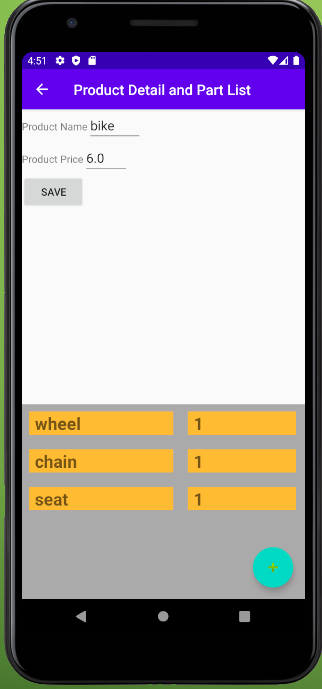 4:51
Product Detail and Part List
Product Name bike
Product Price 6.0
SAVE
wheel 1
chain 1
seat 1
+